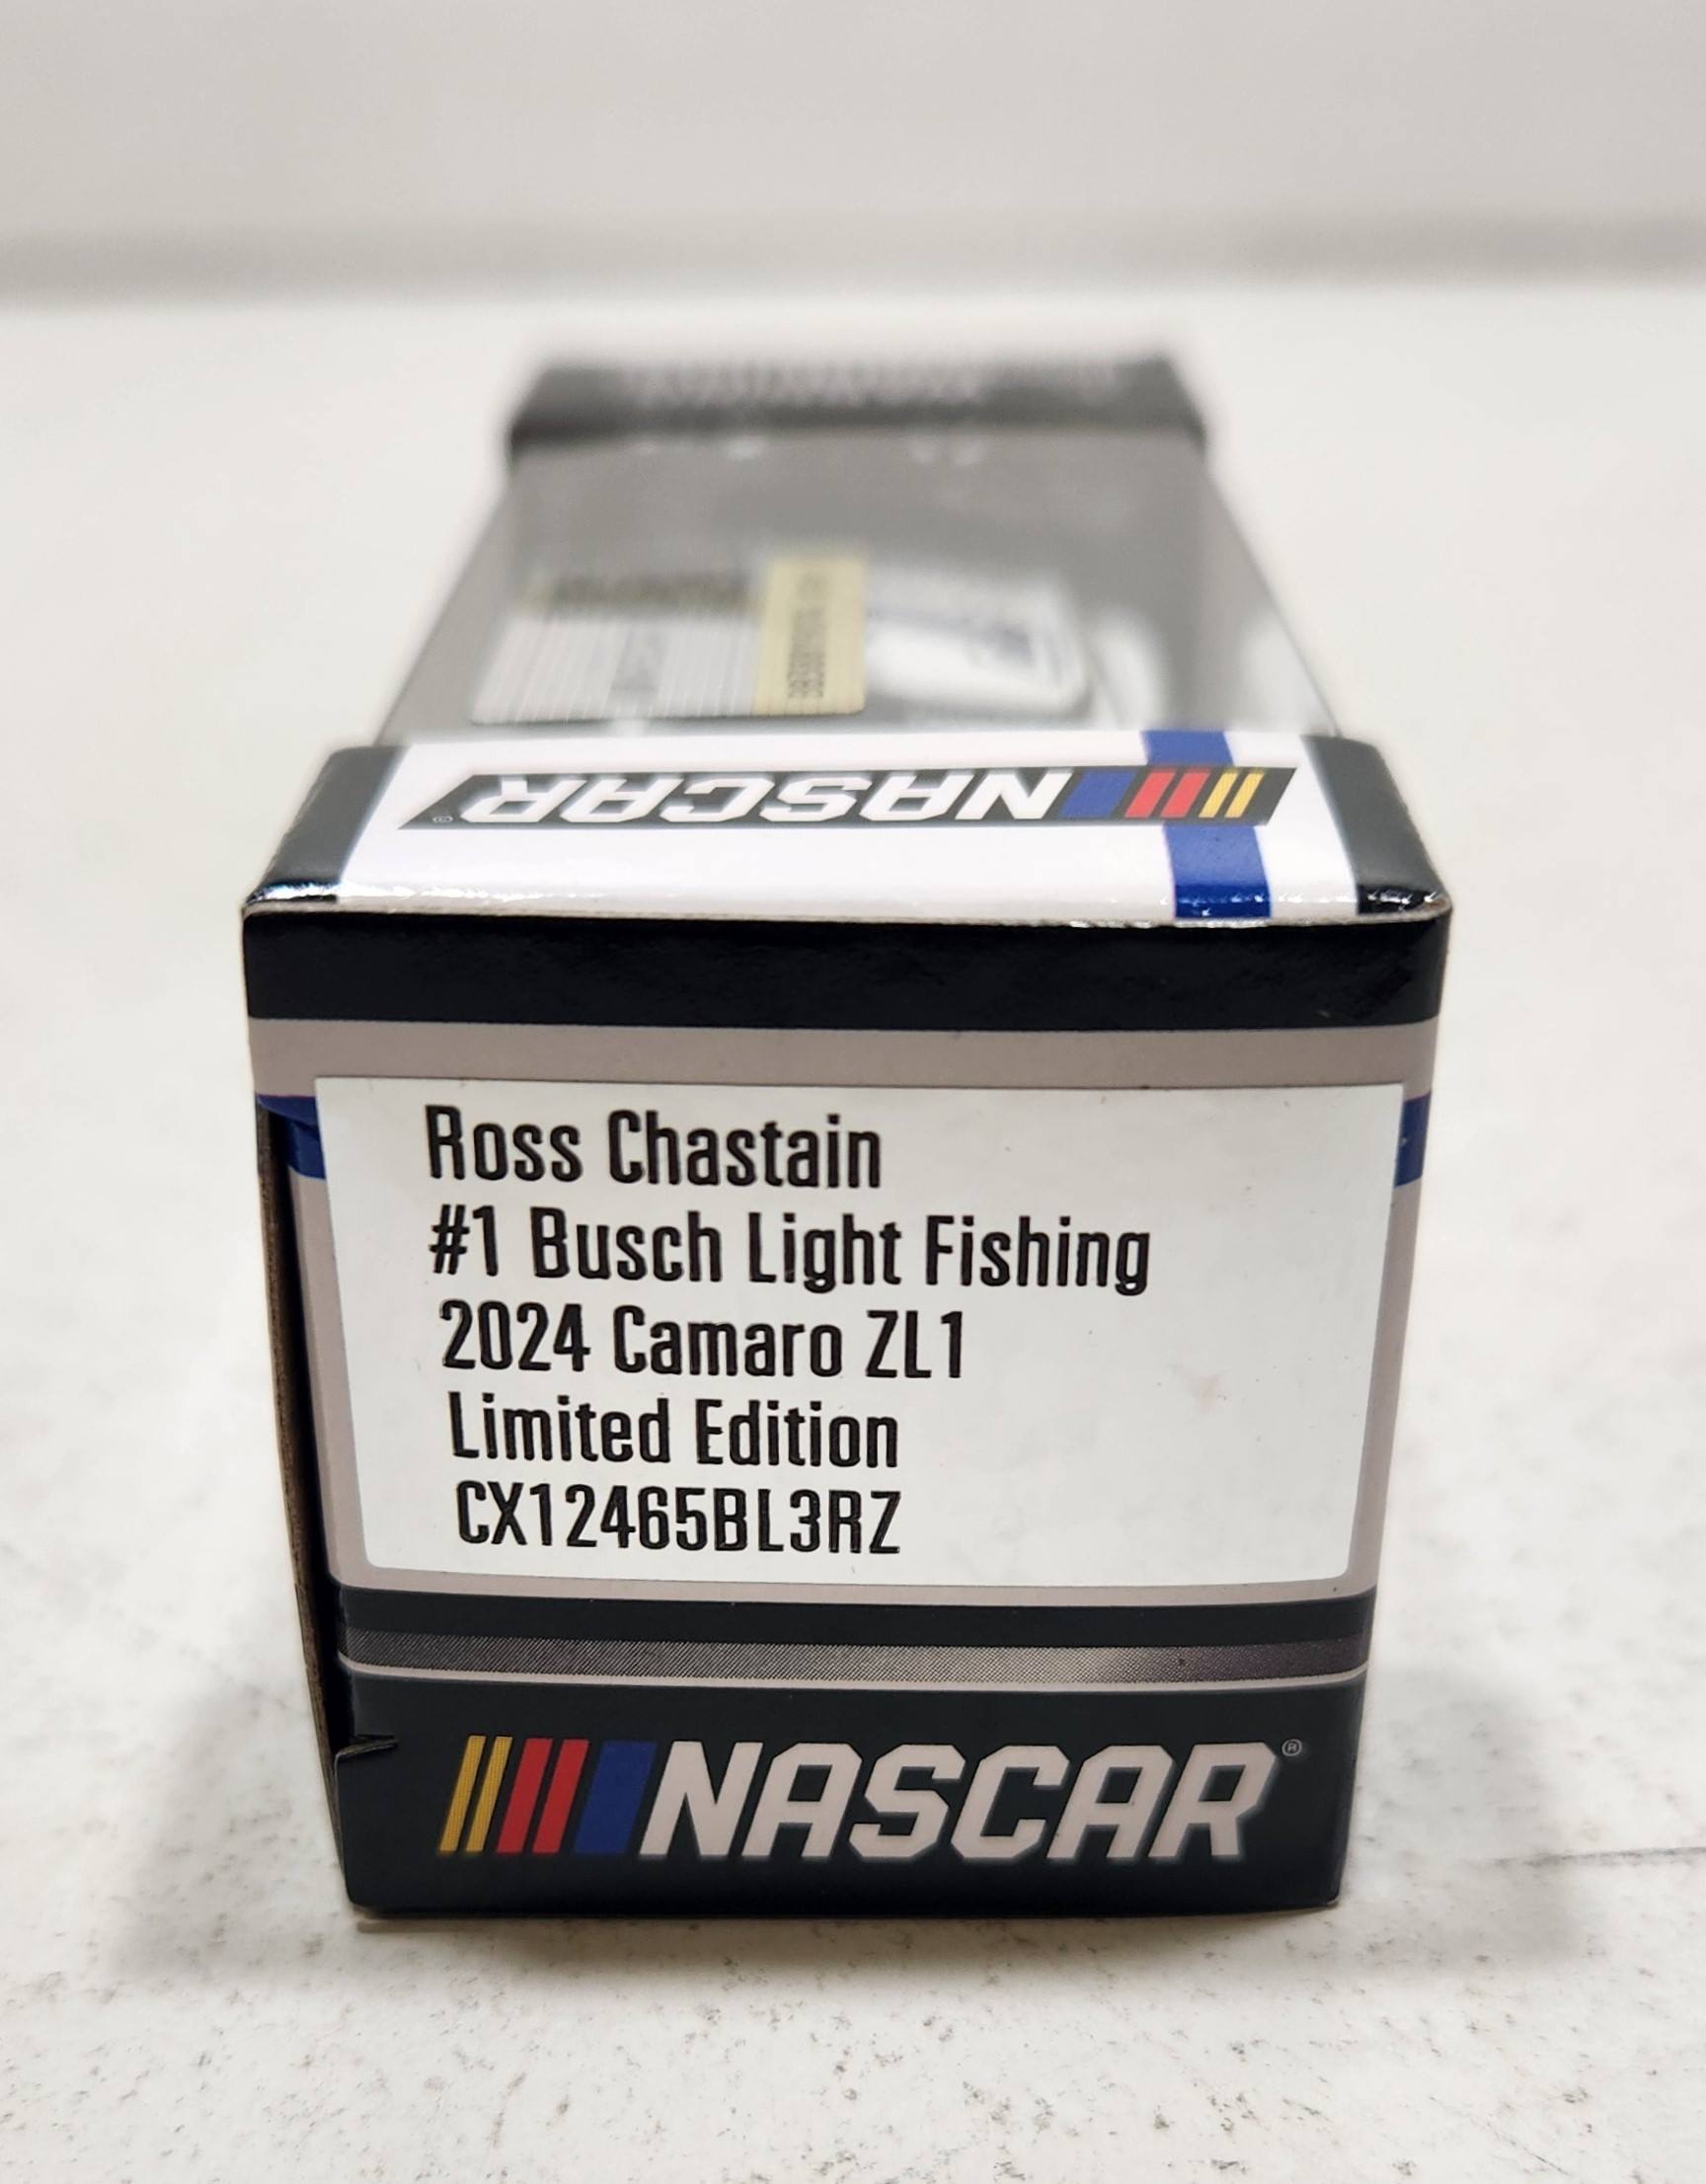 NASCAR
Ross Chastain
#1 Busch Light Fishing
2024 Camaro ZL1
Limited Edition
CX12465BL3RZ
NASCAR®